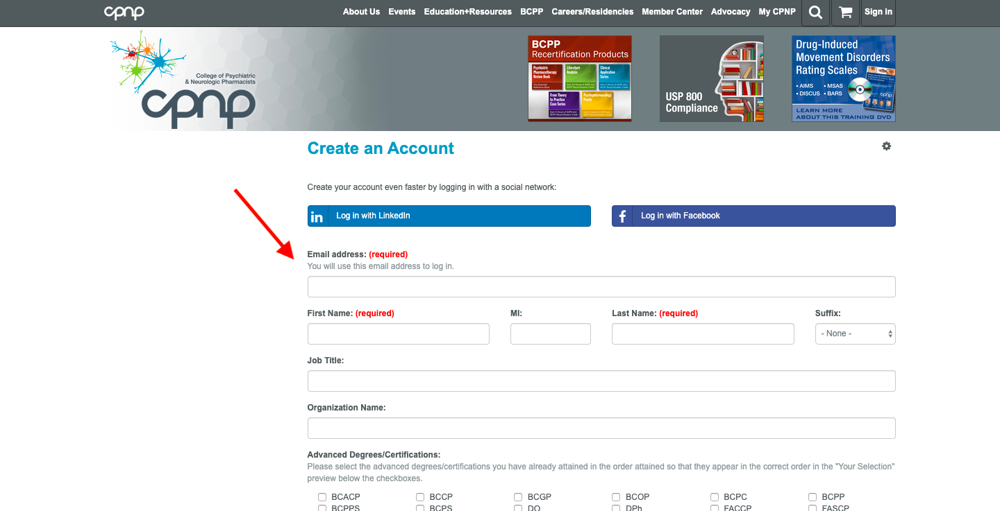 cpnp
About Us Events Education+Resources BCPP Careers/Residencies Member Center Advocacy My CPNP Sign in
College of Psychiatric
& Neurologic Pharmacists
cpnp
BCPP
Recertification Products
Psychiatric
Pharmacotherapy
Review Book
Literature
Analysis
Clinical
Application
Series
From Theory
to Practice
Case Series
Psychopharmacology
Pearls
USP 800
Compliance
Drug-Induced
Movement Disorders
Rating Scales
• AIMS • MSAS
• DISCUS • BARS
cpnp
LEARN MORE
ABOUT THIS TRAINING DVD
Create an Account
Create your account even faster by logging in with a social network:
in Log in with LinkedIn
f Log in with Facebook
Email address: (required)
You will use this email address to log in.
First Name: (required) MI: Last Name: (required) Suffix:
- None -
Job Title:
Organization Name:
Advanced Degrees/Certifications:
Please select the advanced degrees/certifications you have already attained in the order attained so that they appear in the correct order in the "Your Selection"
preview below the checkboxes.
BCACP BCCP BCGP BCOP BCPC BCPP
BCPPS BCPS DO DPh FACCP FASCP